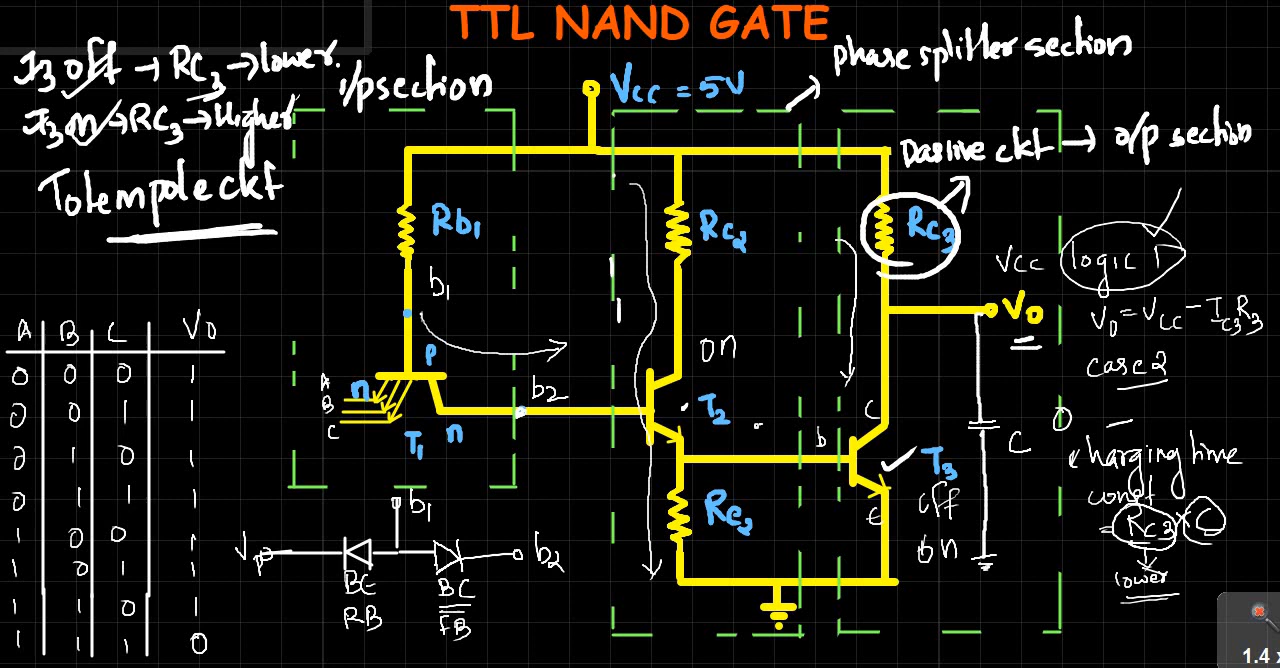 TTL NAND GATE
T3 off → RC3 → lower.
T3 on → RC3 → Higher
Totempole ckt
i/p section
VCC = 5V
phase splitter section
Passive ckt → o/p section
Rb1
RC2
RC3
VCC logic 1
b1
V0
V0 = VCC - IC3R3
case 2
on
P
n
A
B
C
T1
n
b2
T2
b
C
T3
e
off
on
C
0
charging time
const
= RC3 × C
lower
Re2
A B C V0
0 0 0 1
0 0 1 1
0 1 0 1
0 1 1 1
1 0 0 1
1 0 1 1
1 1 0 1
1 1 1 0
b1
b2
BE
RB
BC
FB
1.4